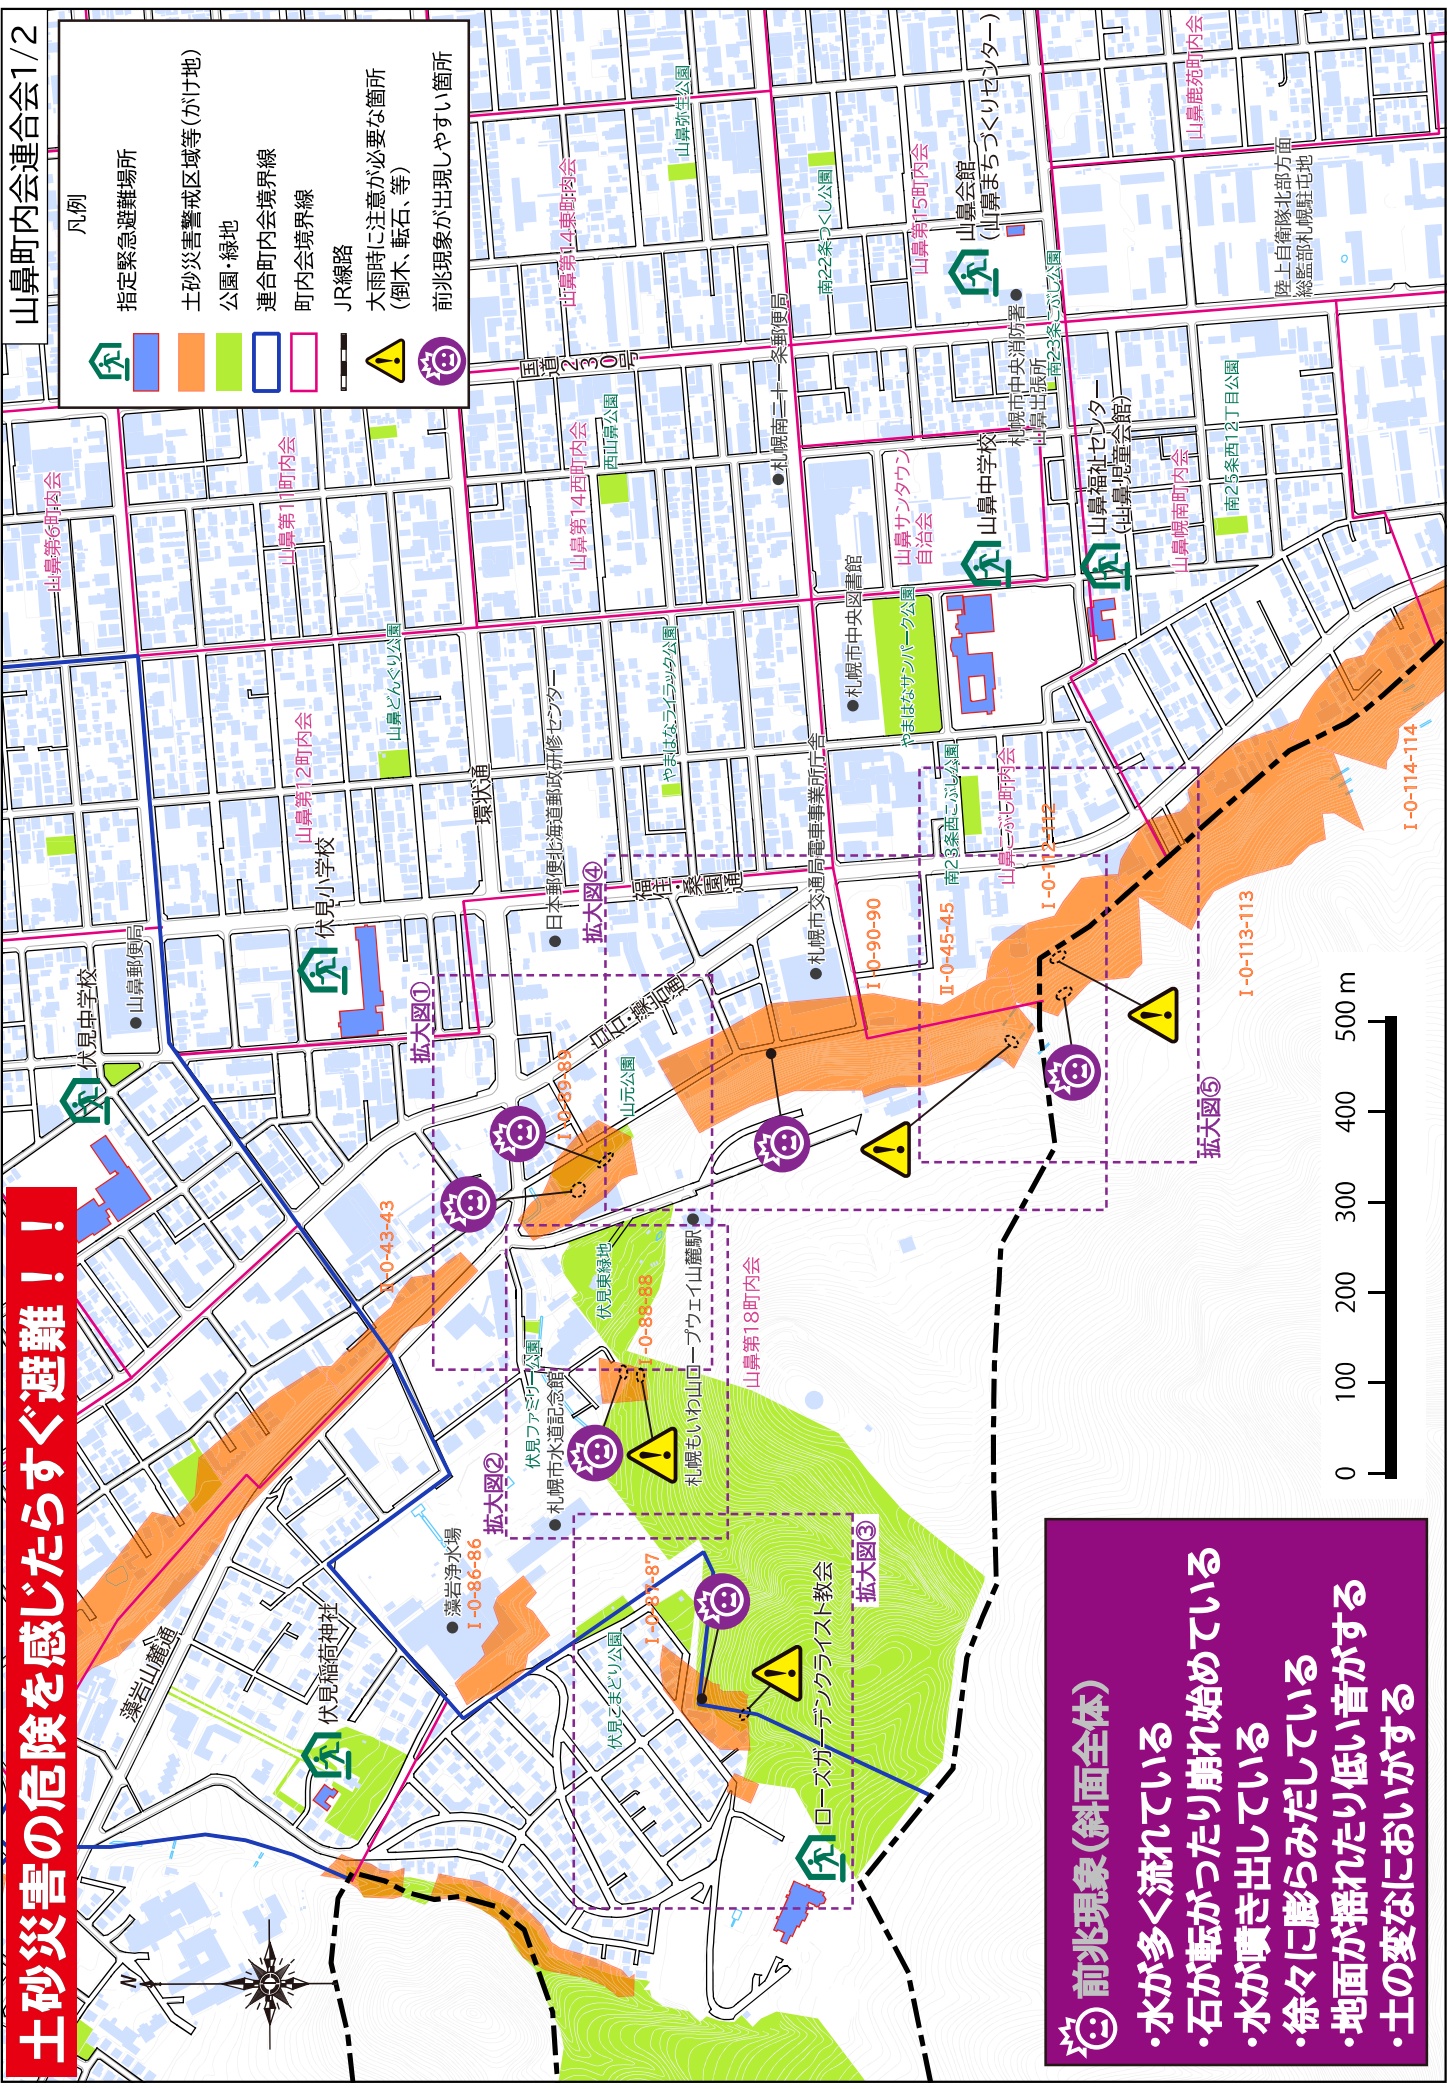 土砂災害の危険を感じたらすぐ避難！！
山鼻町内会連合会1/2
凡例
指定緊急避難場所
土砂災害警戒区域等(がけ地)
公園・緑地
連合町内会境界線
町内会境界線
JR線路
大雨時に注意が必要な箇所
(倒木、転石、等)
前兆現象が出現しやすい箇所
伏見中学校
山鼻郵便局
伏見小学校
山鼻第6町内会
山鼻第11町内会
山鼻第12町内会
山鼻どんぐり公園
環状通
国道230号
山鼻第14東町内会
山鼻弥生公園
山鼻第14西町内会
西山鼻公園
日本郵便北海道郵政研修センター
やまはなライラック公園
福住桑園通
白石・藻岩通
札幌南二十一条郵便局
南22条つくし公園
山鼻第15町内会
山鼻会館
(山鼻まちづくりセンター)
山鼻鹿苑町内会
札幌市中央消防署
山鼻出張所
南23条こぶし公園
陸上自衛隊北部方面
総監部札幌駐屯地
札幌市中央図書館
山鼻サンタウン
自治会
山鼻中学校
やまはなサンパーク公園
山鼻福祉センター
(山鼻児童会館)
山鼻幌南町内会
南25条西12丁目公園
札幌市交通局電車事業所庁舎
南23条西こぶし公園
山鼻こぶし町内会
拡大図①
拡大図②
拡大図③
拡大図④
拡大図⑤
山元公園
Ⅰ-0-89-89
Ⅱ-0-43-43
Ⅰ-0-90-90
Ⅱ-0-45-45
Ⅰ-0-112-112
Ⅰ-0-113-113
Ⅰ-0-114-114
伏見東緑地
Ⅰ-0-88-88
札幌もいわ山ロープウェイ山麓駅
山鼻第18町内会
伏見ファミリー公園
札幌市水道記念館
藻岩浄水場
Ⅰ-0-86-86
Ⅰ-0-87-87
伏見こまどり公園
ローズガーデンクライスト教会
藻岩山麓通
伏見稲荷神社
N
0 100 200 300 400 500 m
前兆現象(斜面全体)
・水が多く流れている
・石が転がったり崩れ始めている
・水が噴き出している
・徐々に膨らみだしている
・地面が揺れたり低い音がする
・土の変なにおいがする